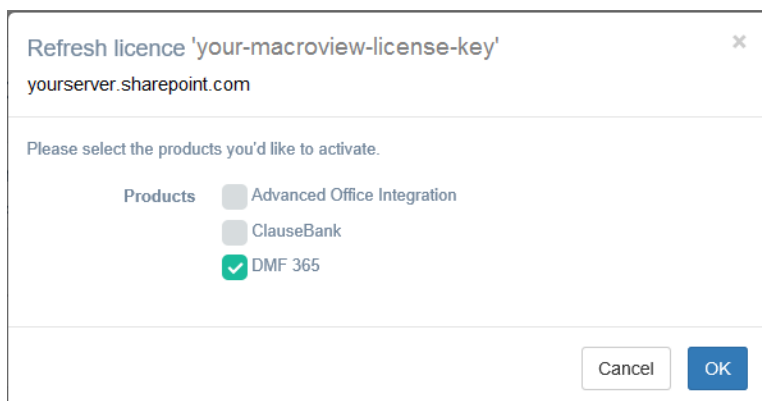 Refresh licence 'your-macroview-license-key'
×
yourserver.sharepoint.com
Please select the products you'd like to activate.
Products Advanced Office Integration
ClauseBank
DMF 365
Cancel OK